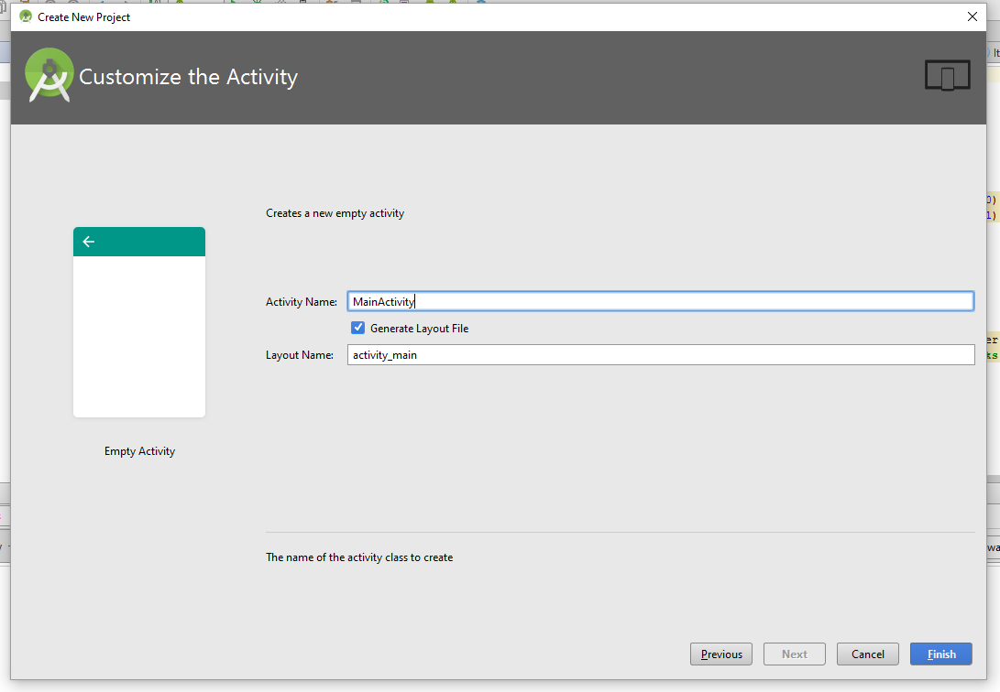 Create New Project
Customize the Activity
Creates a new empty activity
Activity Name: MainActivity
Generate Layout File
Layout Name: activity_main
Empty Activity
The name of the activity class to create
Previous Next Cancel Finish